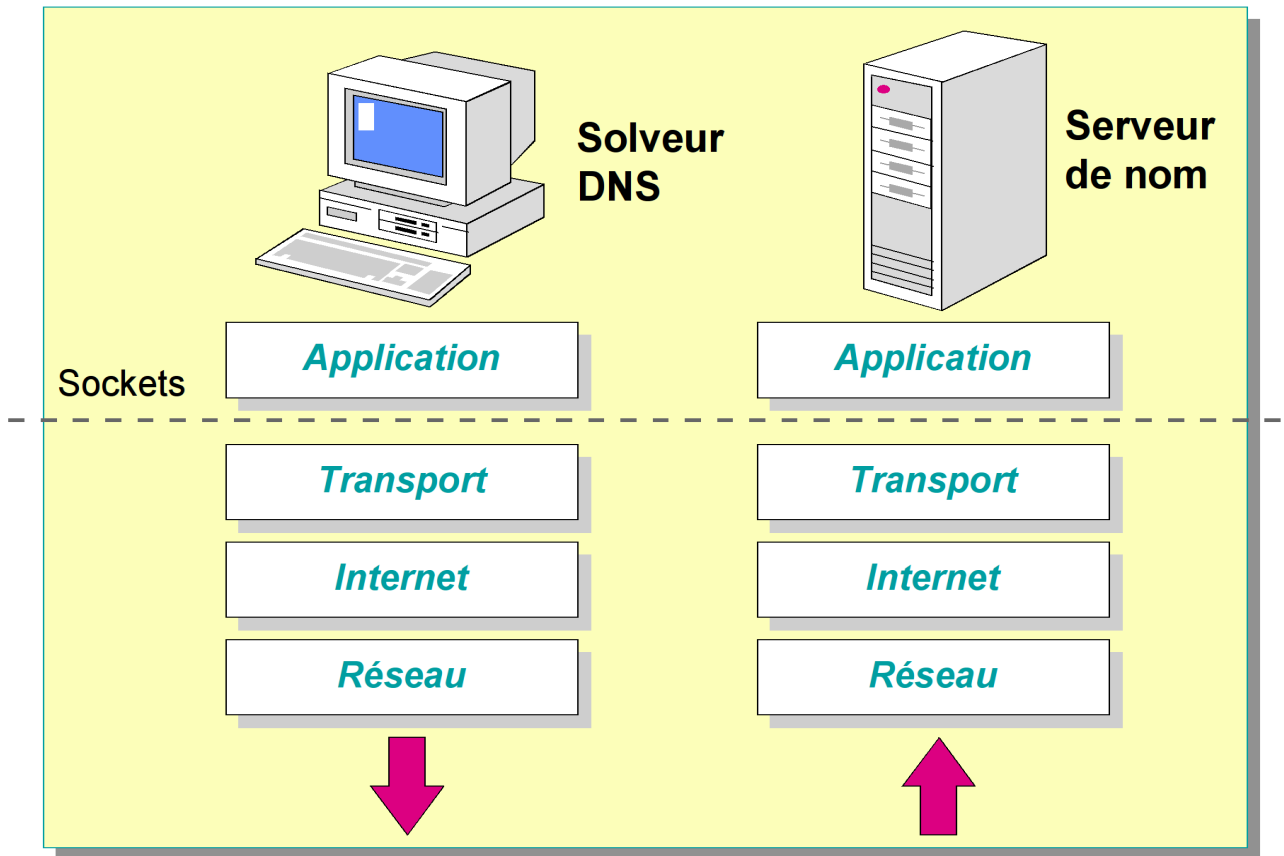 Solveur
DNS
Serveur
de nom
Application
Application
Sockets
Transport
Transport
Internet
Internet
Réseau
Réseau